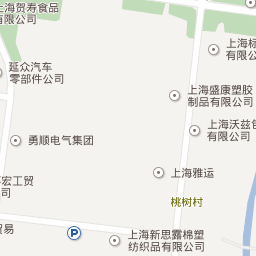 上海贺寿食品
有限公司
上海标
有限公司
延众汽车
零部件公司
上海盛康塑胶
制品有限公司
上海沃兹包
有限公司
勇顺电气集团
上海雅运
宏工贸
公司
桃树村
贸易
P
上海新思露棉塑
纺织品有限公司